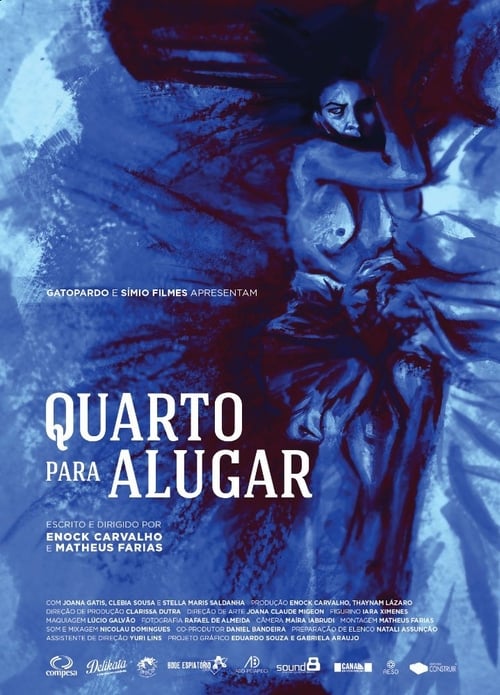 GATOPARDO E SÍMIO FILMES APRESENTAM
QUARTO
PARA ALUGAR
ESCRITO E DIRIGIDO POR
ENOCK CARVALHO
E MATHEUS FARIAS
COM JOANA GATIS, CLEBIA SOUSA E STELLA MARIS SALDANHA PRODUÇÃO ENOCK CARVALHO, THAYNAM LÁZARO
DIREÇÃO DE PRODUÇÃO CLARISSA DUTRA DIREÇÃO DE ARTE JOANA CLAUDE MIGEON FIGURINO IARA XIMENES
MAQUIAGEM LÚCIO GALVÃO FOTOGRAFIA RAFAEL DE ALMEIDA CÂMERA MAÍRA IABRUDI MONTAGEM MATHEUS FARIAS
SOM E MIXAGEM NICOLAU DOMINGUES CO-PRODUTOR DANIEL BANDEIRA PREPARAÇÃO DE ELENCO NATALI ASSUNÇÃO
ASSISTENTE DE DIREÇÃO YURI LINS PROJETO GRÁFICO EDUARDO SOUZA E GABRIELA ARAUJO
compesa Delikata BODE ESPIATÓRIO sound8 CANAL AESO CONSTRUIR